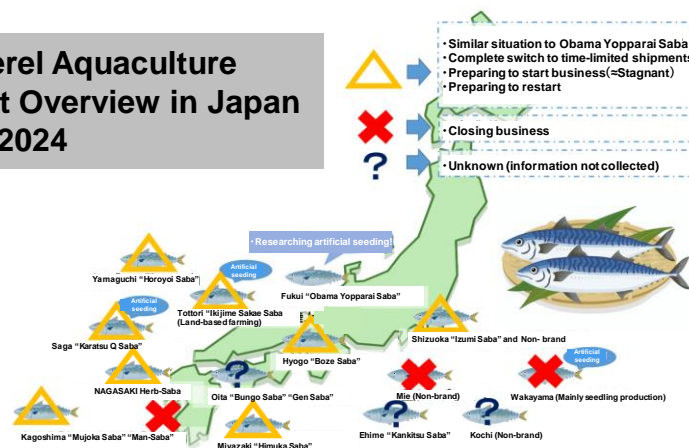 erel Aquaculture
t Overview in Japan
2024
・Similar situation to Obama Yopparai Saba
・Complete switch to time-limited shipments
・Preparing to start business(≈Stagnant)
・Preparing to restart
・Closing business
?
・Unknown (information not collected)
・Researching artificial seeding!
Yamaguchi “Horoyoi Saba”
Artificial
seeding
Tottori “Ikijime Sakae Saba
(Land-based farming)
Fukui “Obama Yopparai Saba”
Artificial
seeding
Saga “Karatsu Q Saba”
Hyogo “Boze Saba”
Shizuoka “Izumi Saba” and Non- brand
NAGASAKI Herb-Saba
?
Oita “Bungo Saba” “Gen Saba”
Mie (Non-brand)
Artificial
seeding
Wakayama (Mainly seedling production)
Kagoshima “Mujoka Saba” “Man-Saba”
Miyazaki “Himuka Saba”
?
Ehime “Kankitsu Saba”
?
Kochi (Non-brand)